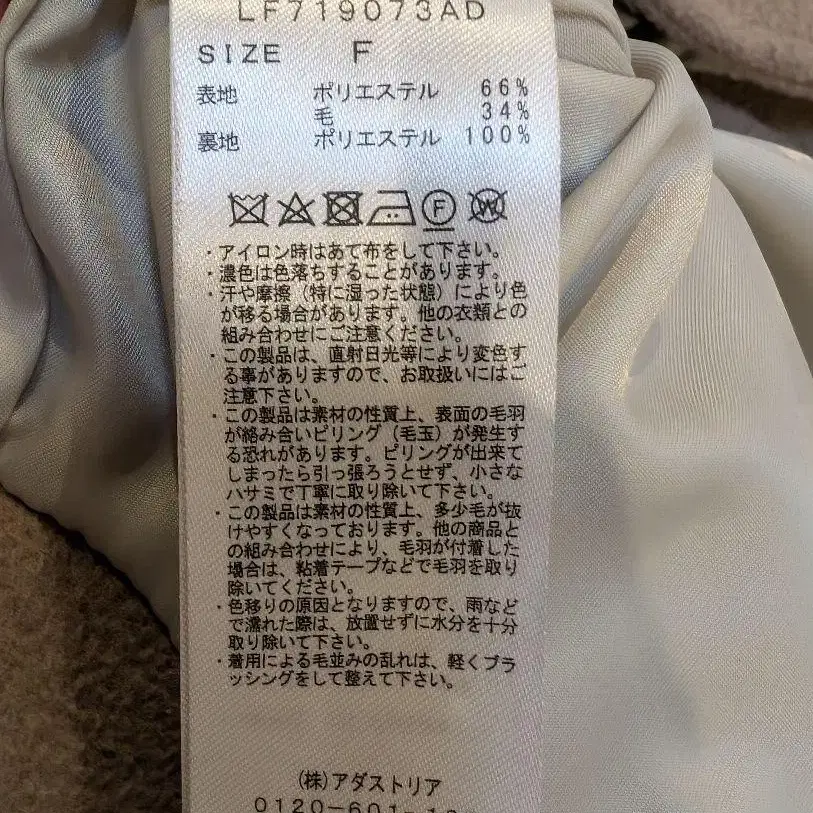 LF719073AD
SIZE F
表地 ポリエステル 66%
毛 34%
裏地 ポリエステル 100%
F W
・アイロン時はあて布をして下さい。
・濃色は色落ちすることがあります。
・汗や摩擦（特に湿った状態）により色
が移る場合があります。他の衣類との
組み合わせにご注意ください。
・この製品は、直射日光等により変色す
る事がありますので、お取扱いにはご
注意下さい。
・この製品は素材の性質上、表面の毛羽
が絡み合いピリング（毛玉）が発生す
る恐れがあります。ピリングが出来て
しまったら引っ張ろうとせず、小さな
ハサミで丁寧に取り除いて下さい。
・この製品は素材の性質上、多少毛が抜
けやすくなっております。他の商品と
の組み合わせにより、毛羽が付着した
場合は、粘着テープなどで毛羽を取り
除いてください。
・色移りの原因となりますので、雨など
で濡れた際は、放置せずに水分を十分
取り除いて下さい。
・着用による毛並みの乱れは、軽くブラ
ッシングをして整えて下さい。
(株)アダストリア
0120-601-